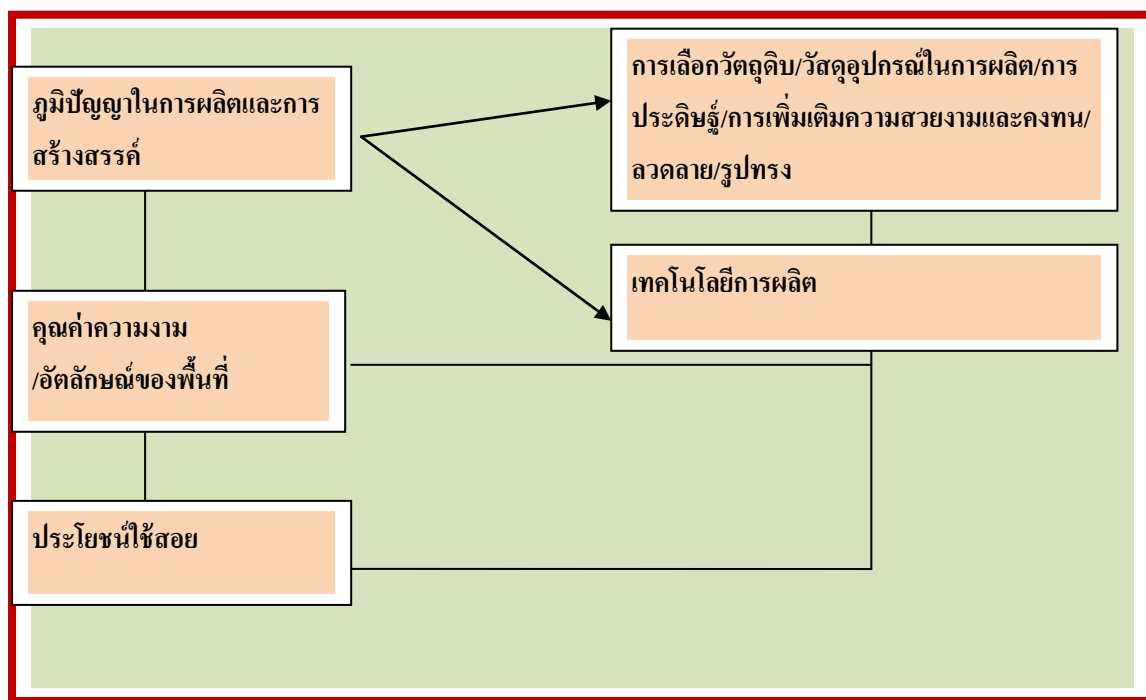 ภูมิปัญญาในการผลิตและการ
สร้างสรรค์
การเลือกวัตถุดิบ/วัสดุอุปกรณ์ในการผลิต/การ
ประดิษฐ์/การเพิ่มเติมความสวยงามและคงทน/
ลวดลาย/รูปทรง
เทคโนโลยีการผลิต
คุณค่าความงาม
/อัตลักษณ์ของพื้นที่
ประโยชน์ใช้สอย